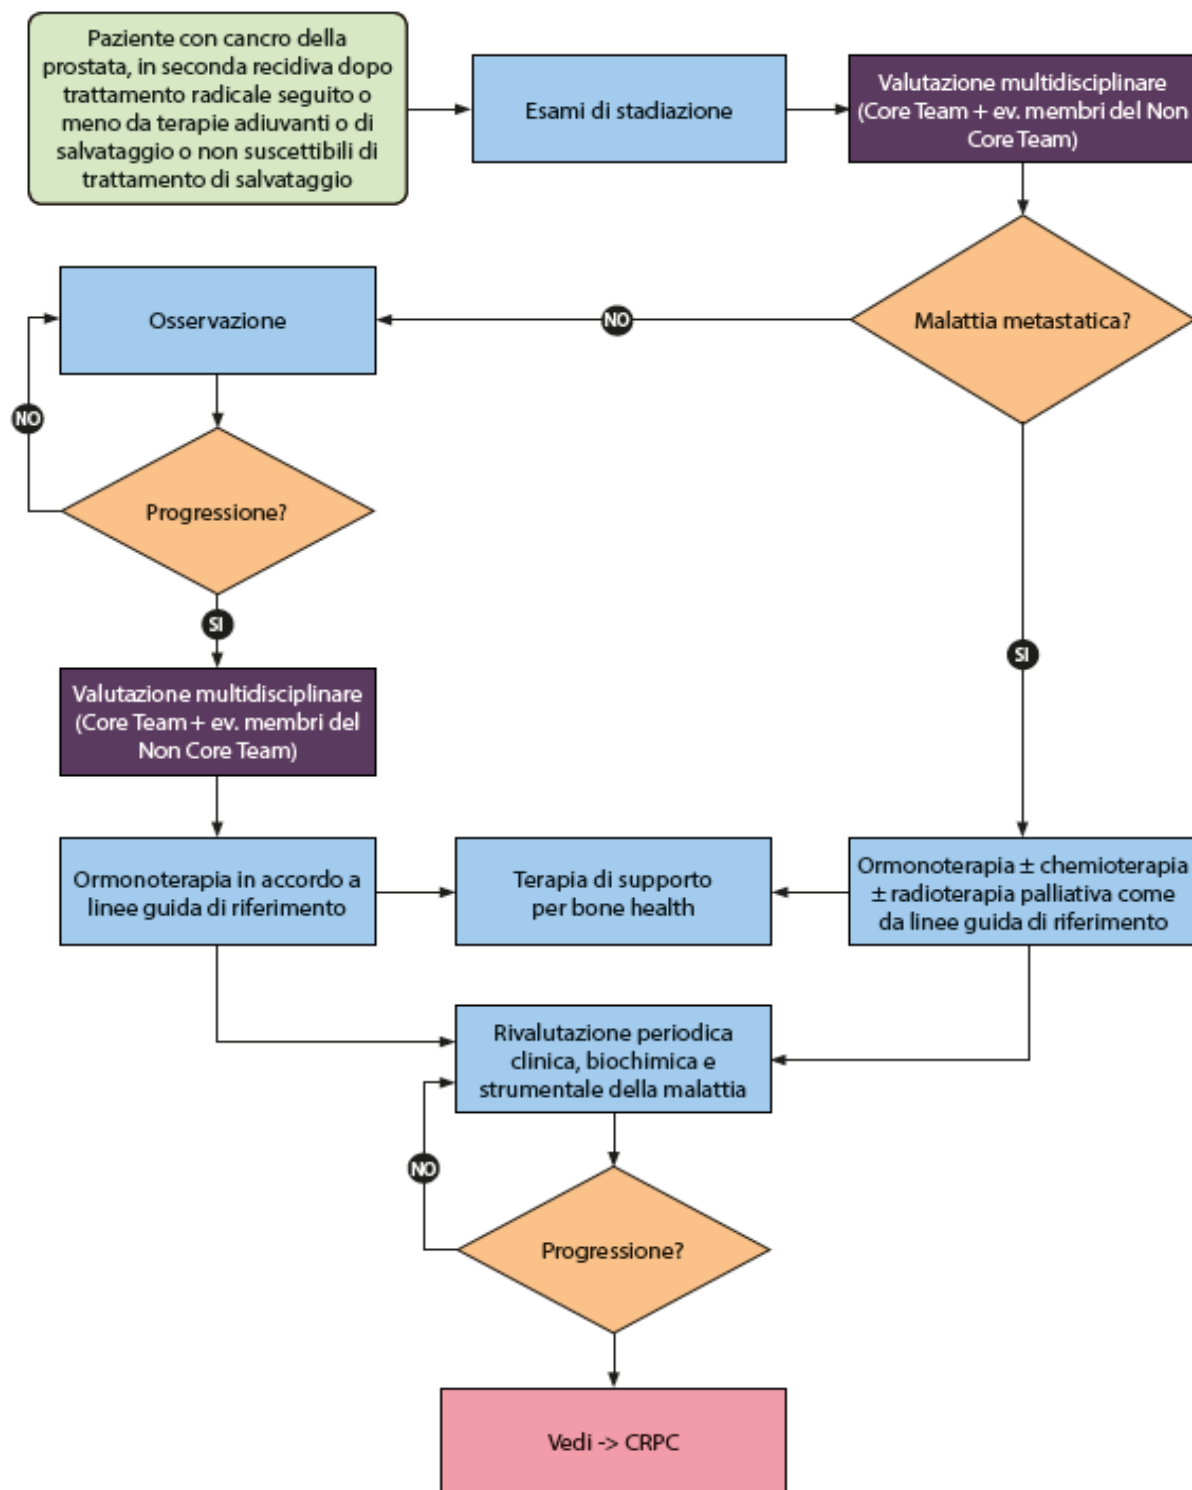 Paziente con cancro della
prostata, in seconda recidiva dopo
trattamento radicale seguito o
meno da terapie adiuvanti o di
salvataggio o non suscettibili di
trattamento di salvataggio
Esami di stadiazione
Valutazione multidisciplinare
(Core Team + ev. membri del Non
Core Team)
Malattia metastatica?
NO
Osservazione
NO
Progressione?
SI
SI
Valutazione multidisciplinare
(Core Team + ev. membri del
Non Core Team)
Ormonoterapia in accordo a
linee guida di riferimento
Terapia di supporto
per bone health
Ormonoterapia ± chemioterapia
± radioterapia palliativa come
da linee guida di riferimento
Rivalutazione periodica
clinica, biochimica e
strumentale della malattia
NO
Progressione?
Vedi -> CRPC